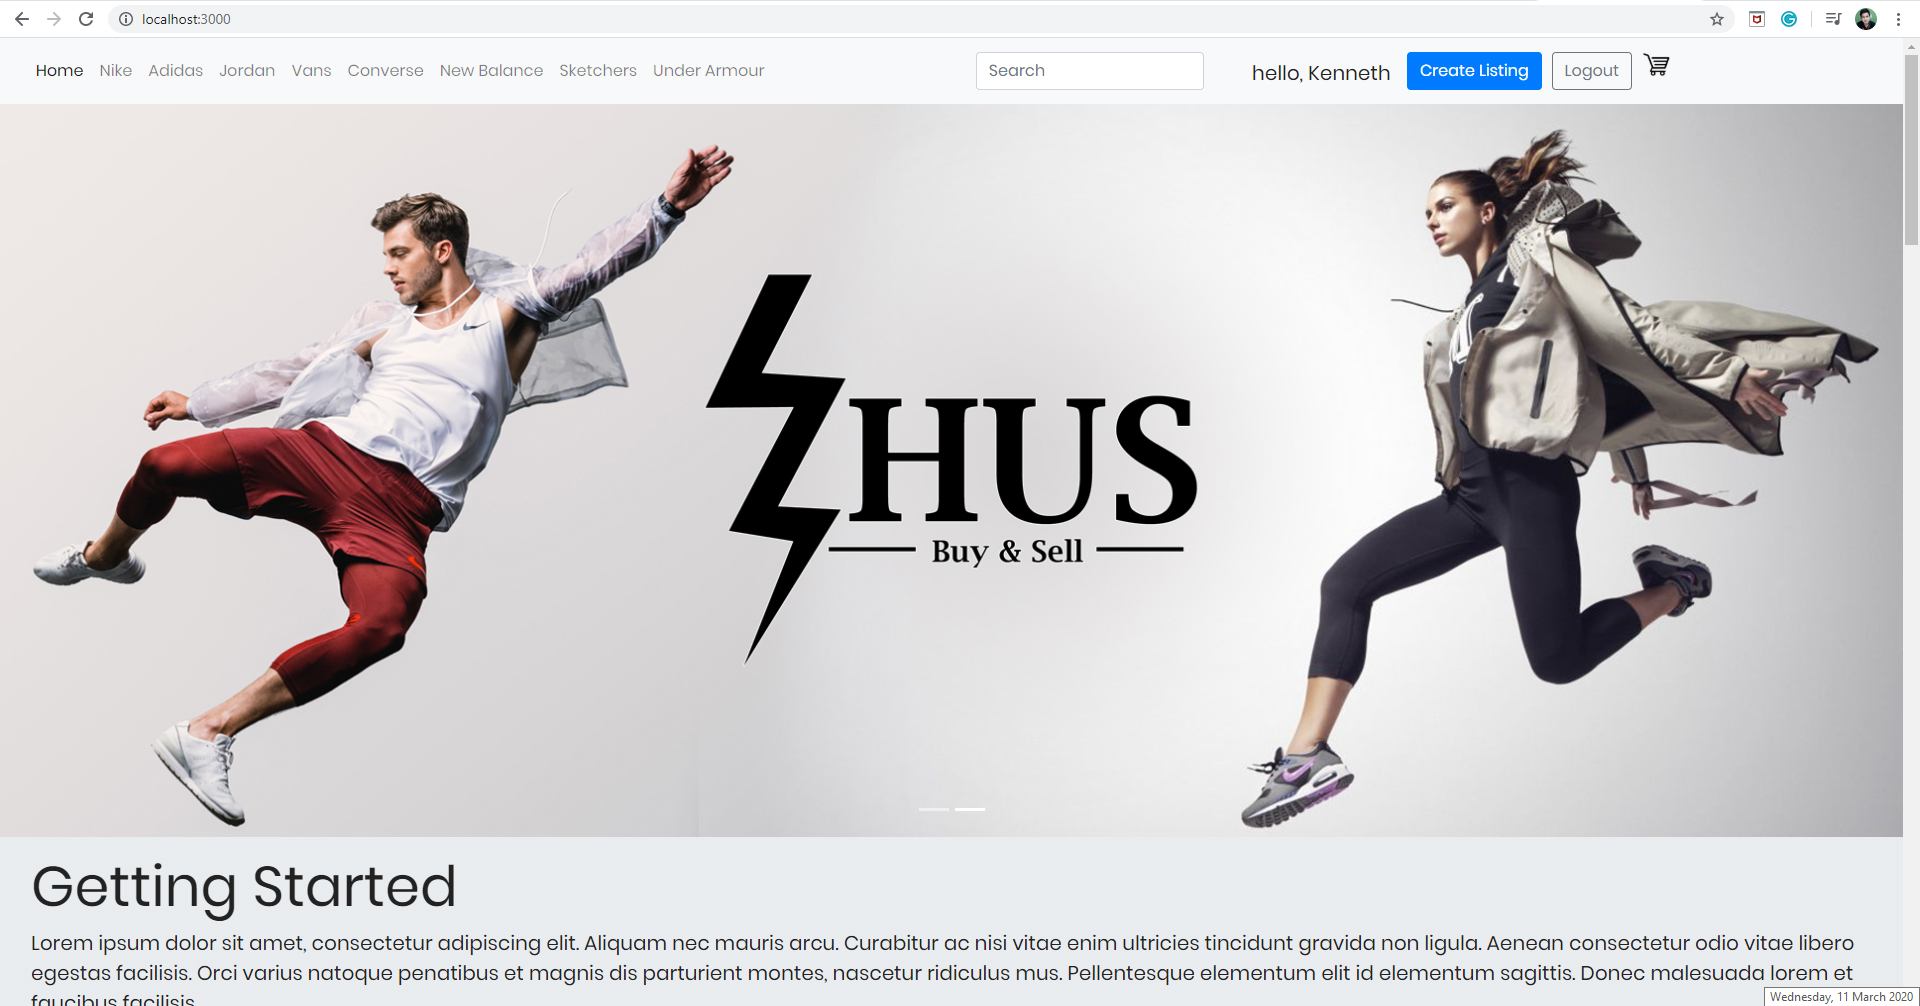 localhost:3000
Home Nike Adidas Jordan Vans Converse New Balance Sketchers Under Armour Search hello, Kenneth Create Listing Logout
HUS
Buy & Sell
Getting Started
Lorem ipsum dolor sit amet, consectetur adipiscing elit. Aliquam nec mauris arcu. Curabitur ac nisi vitae enim ultricies tincidunt gravida non ligula. Aenean consectetur odio vitae libero
egestas facilisis. Orci varius natoque penatibus et magnis dis parturient montes, nascetur ridiculus mus. Pellentesque elementum elit id elementum sagittis. Donec malesuada lorem et
faucibus facilisis
Wednesday, 11 March 2020